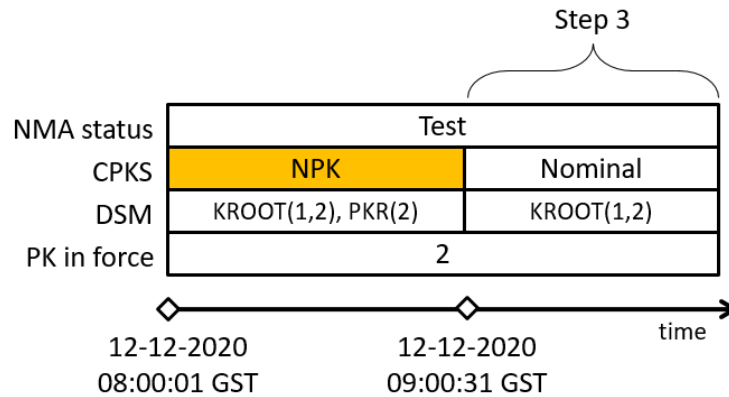 Step 3
NMA status Test
CPKS NPK Nominal
DSM KROOT(1,2), PKR(2) KROOT(1,2)
PK in force 2
time
12-12-2020 12-12-2020
08:00:01 GST 09:00:31 GST